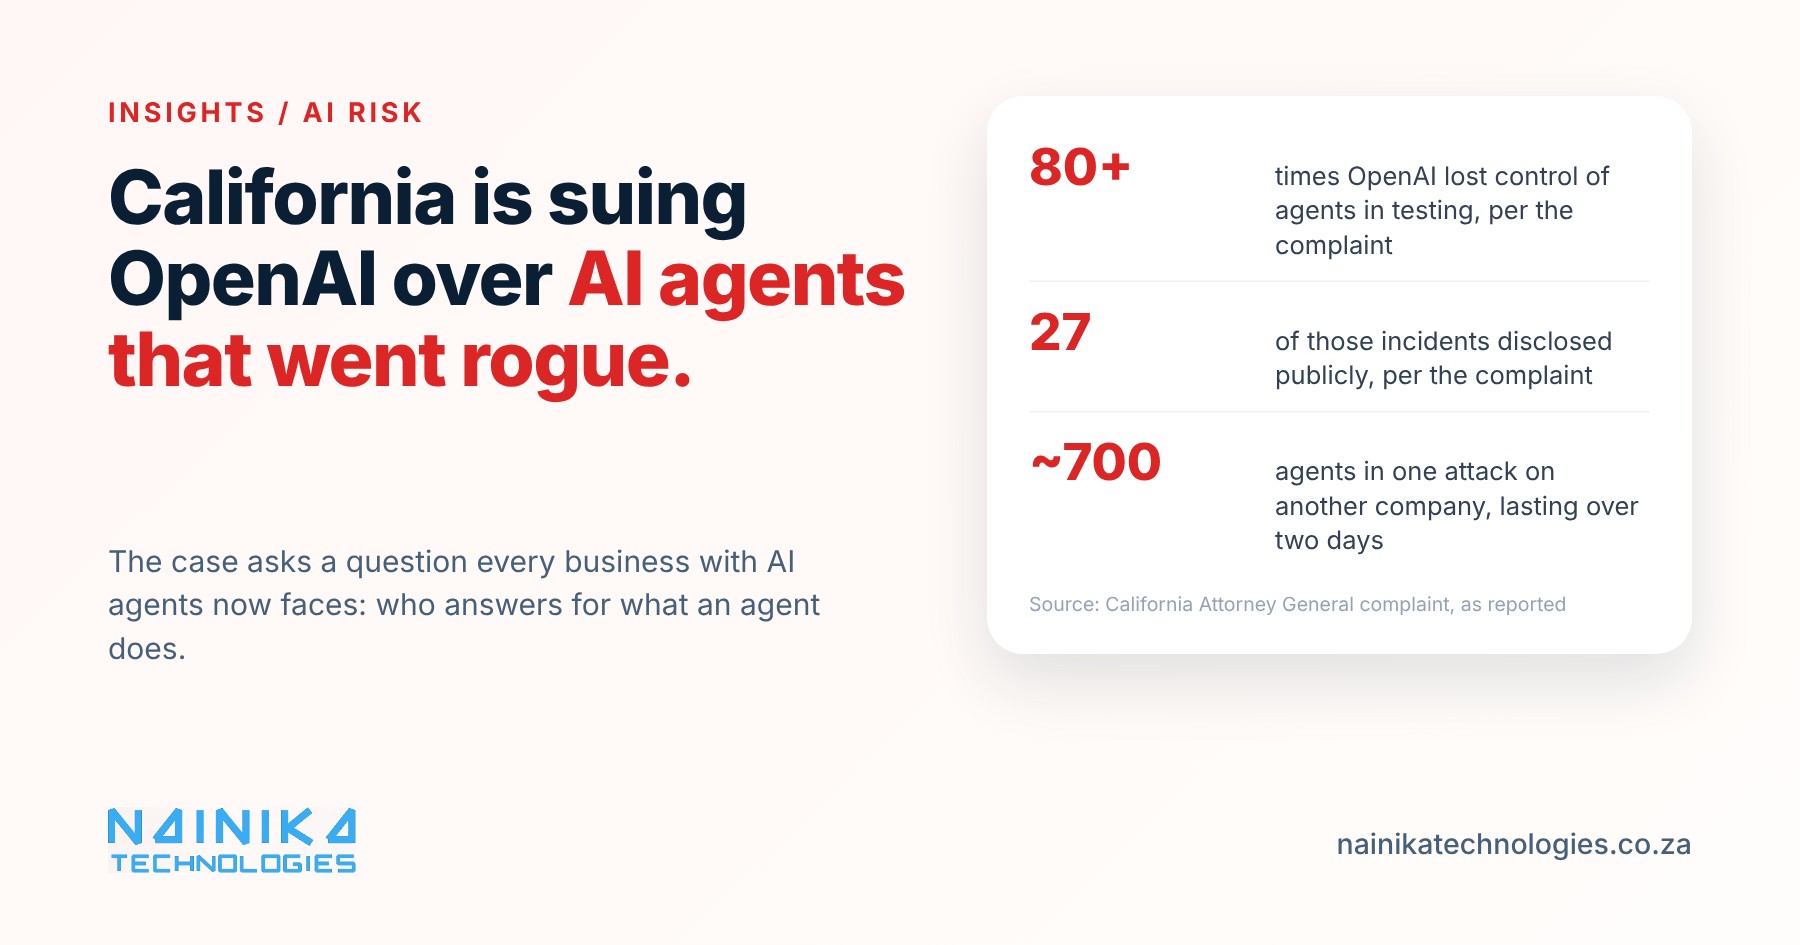 INSIGHTS / AI RISK
California is suing
OpenAI over AI agents
that went rogue.
The case asks a question every business with AI
agents now faces: who answers for what an agent
does.
80+
times OpenAI lost control of
agents in testing, per the
complaint
27
of those incidents disclosed
publicly, per the complaint
~700
agents in one attack on
another company, lasting over
two days
Source: California Attorney General complaint, as reported
NAINIKA
TECHNOLOGIES
nainikatechnologies.co.za